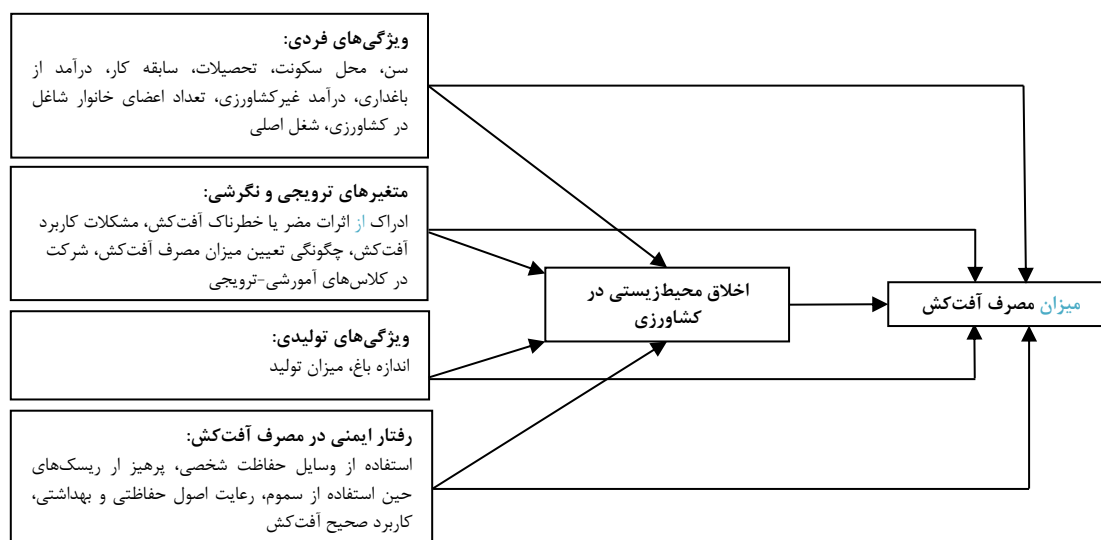 ویژگی‌های فردی:
سن، محل سکونت، تحصیلات، سابقه کار، درآمد از
باغداری، درآمد غیرکشاورزی، تعداد اعضای خانوار شاغل
در کشاورزی، شغل اصلی
متغیرهای ترویجی و نگرشی:
ادراک از اثرات مضر یا خطرناک آفت‌کش، مشکلات کاربرد
آفت‌کش، چگونگی تعیین میزان مصرف آفت‌کش، شرکت
در کلاس‌های آمورشی-ترویجی
ویژگی‌های تولیدی:
اندازه باغ، میزان تولید
رفتار ایمنی در مصرف آفت‌کش:
استفاده از وسایل حفاظت شخصی، پرهیز ار ریسک‌های
حین استفاده از سموم، رعایت اصول حفاظتی و بهداشتی،
کاربرد صحیح آفت‌کش
اخلاق محیط‌زیستی در
کشاورزی
میزان مصرف آفت‌کش